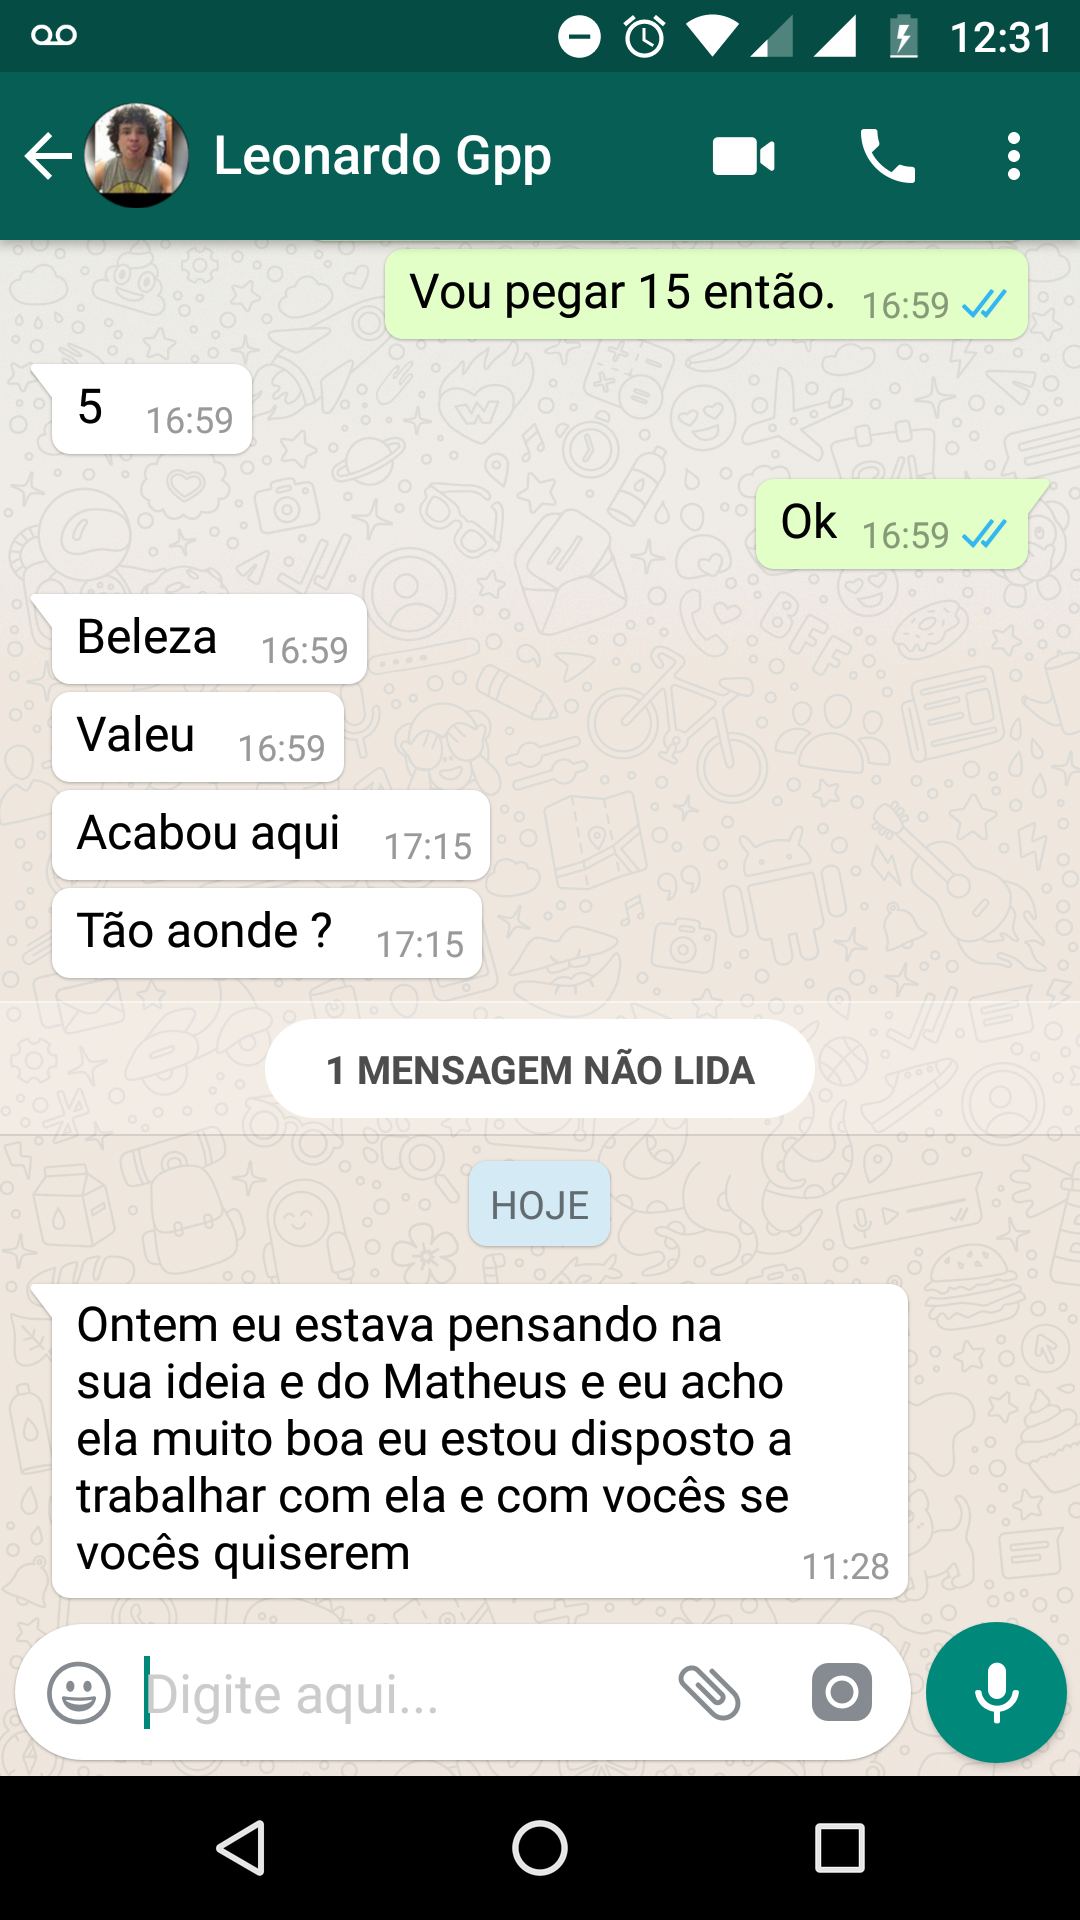 12:31
Leonardo Gpp
Vou pegar 15 então. 16:59
5 16:59
Ok 16:59
Beleza 16:59
Valeu 16:59
Acabou aqui 17:15
Tão aonde ? 17:15
1 MENSAGEM NÃO LIDA
HOJE
Ontem eu estava pensando na
sua ideia e do Matheus e eu acho
ela muito boa eu estou disposto a
trabalhar com ela e com vocês se
vocês quiserem 11:28
Digite aqui...